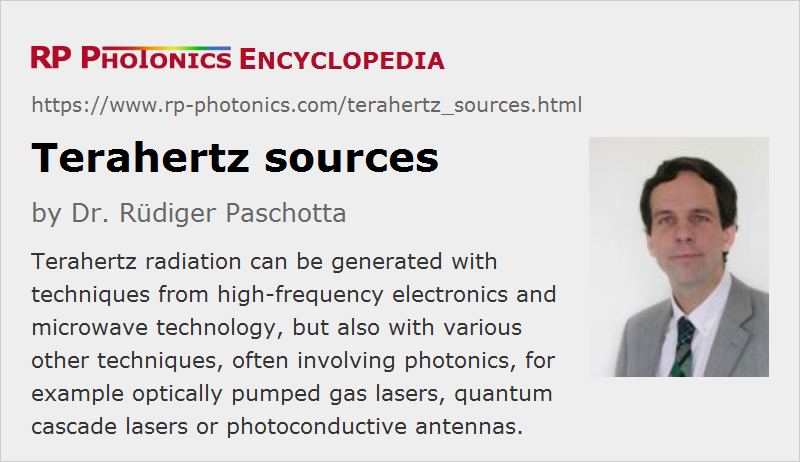 RP PHOTONICS ENCYCLOPEDIA
https://www.rp-photonics.com/terahertz_sources.html
Terahertz sources
by Dr. Rüdiger Paschotta
Terahertz radiation can be generated with
techniques from high-frequency electronics and
microwave technology, but also with various
other techniques, often involving photonics, for
example optically pumped gas lasers, quantum
cascade lasers or photoconductive antennas.